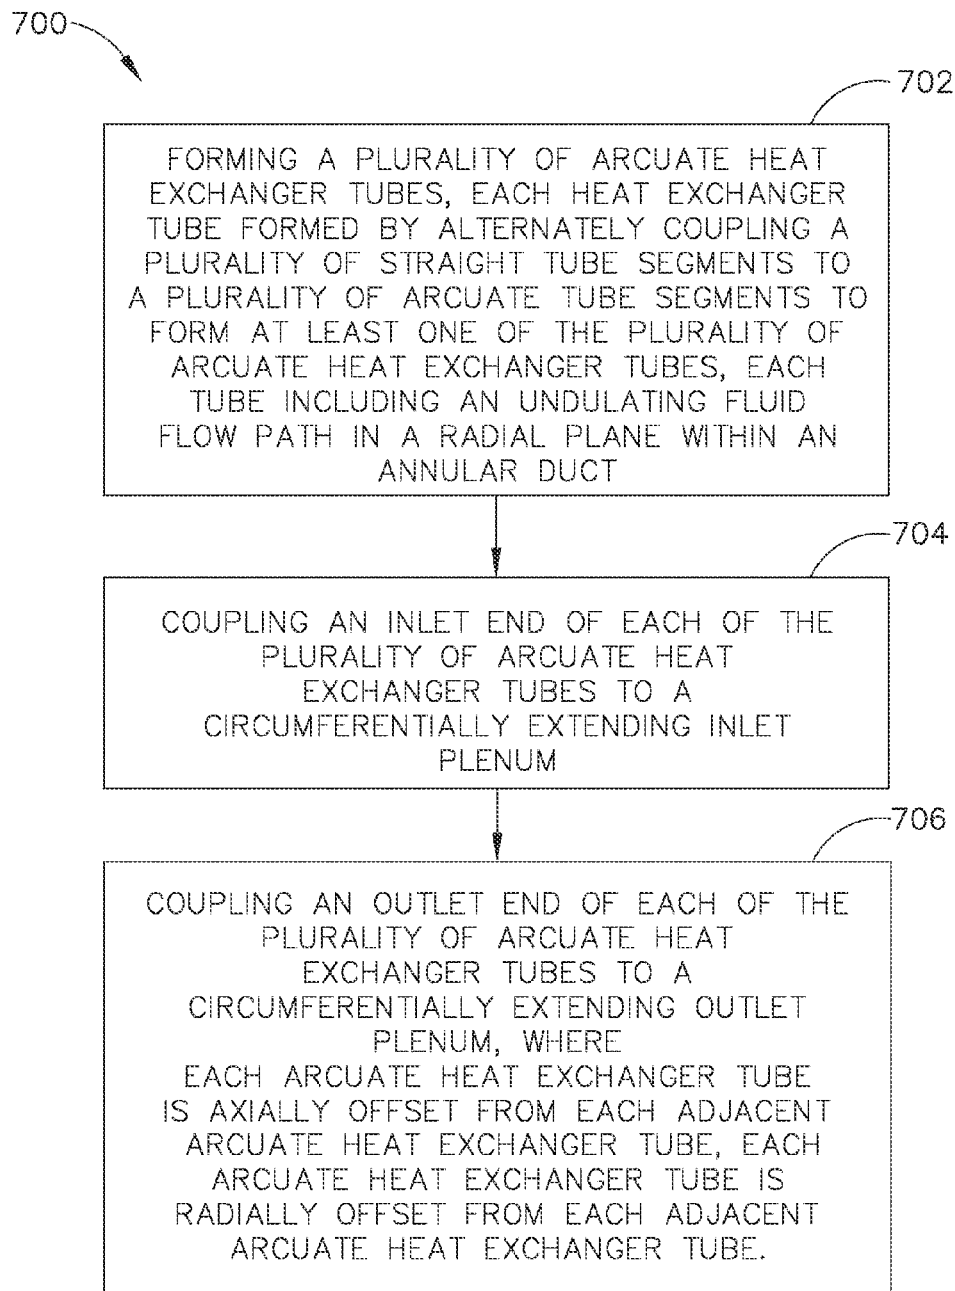 700
702
FORMING A PLURALITY OF ARCUATE HEAT
EXCHANGER TUBES, EACH HEAT EXCHANGER
TUBE FORMED BY ALTERNATELY COUPLING A
PLURALITY OF STRAIGHT TUBE SEGMENTS TO
A PLURALITY OF ARCUATE TUBE SEGMENTS TO
FORM AT LEAST ONE OF THE PLURALITY OF
ARCUATE HEAT EXCHANGER TUBES, EACH
TUBE INCLUDING AN UNDULATING FLUID
FLOW PATH IN A RADIAL PLANE WITHIN AN
ANNULAR DUCT
704
COUPLING AN INLET END OF EACH OF THE
PLURALITY OF ARCUATE HEAT
EXCHANGER TUBES TO A
CIRCUMFERENTIALLY EXTENDING INLET
PLENUM
706
COUPLING AN OUTLET END OF EACH OF THE
PLURALITY OF ARCUATE HEAT
EXCHANGER TUBES TO A
CIRCUMFERENTIALLY EXTENDING OUTLET
PLENUM, WHERE
EACH ARCUATE HEAT EXCHANGER TUBE
IS AXIALLY OFFSET FROM EACH ADJACENT
ARCUATE HEAT EXCHANGER TUBE, EACH
ARCUATE HEAT EXCHANGER TUBE IS
RADIALLY OFFSET FROM EACH ADJACENT
ARCUATE HEAT EXCHANGER TUBE.